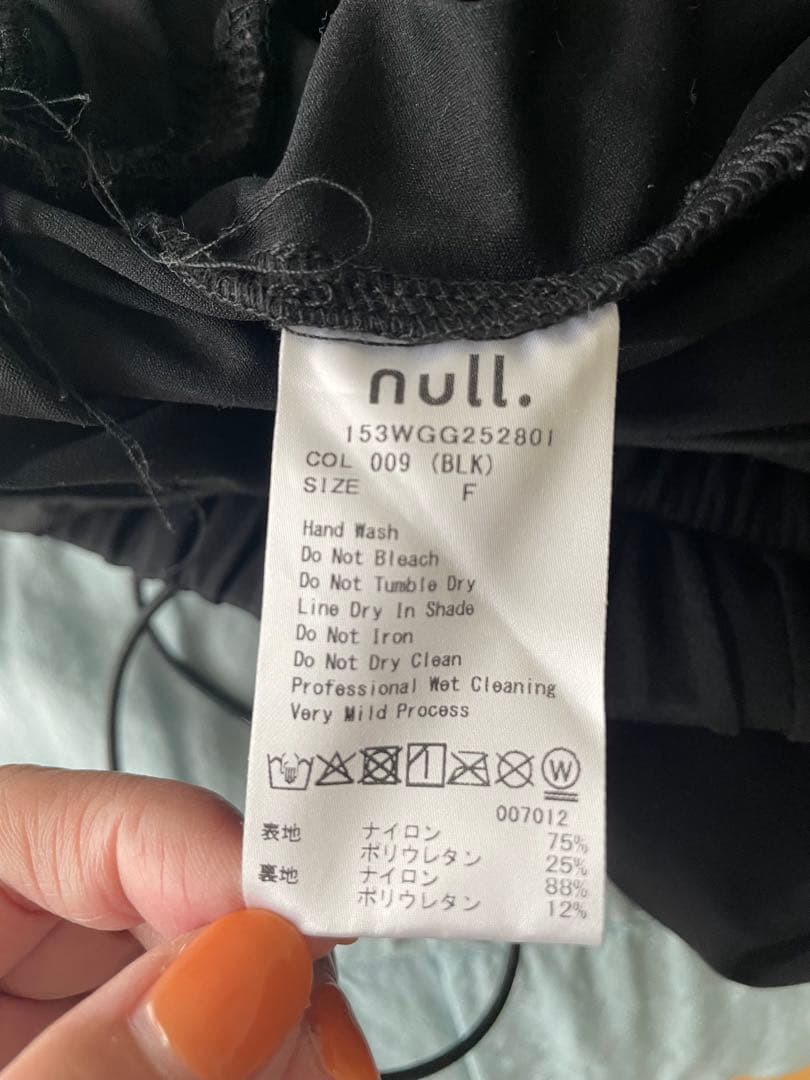 null.
153WGG252801
COL 009 (BLK)
SIZE F
Hand Wash
Do Not Bleach
Do Not Tumble Dry
Line Dry In Shade
Do Not Iron
Do Not Dry Clean
Professional Wet Cleaning
Very Mild Process
W
007012
表地 ナイロン 75%
ポリウレタン 25%
裏地 ナイロン 88%
ポリウレタン 12%